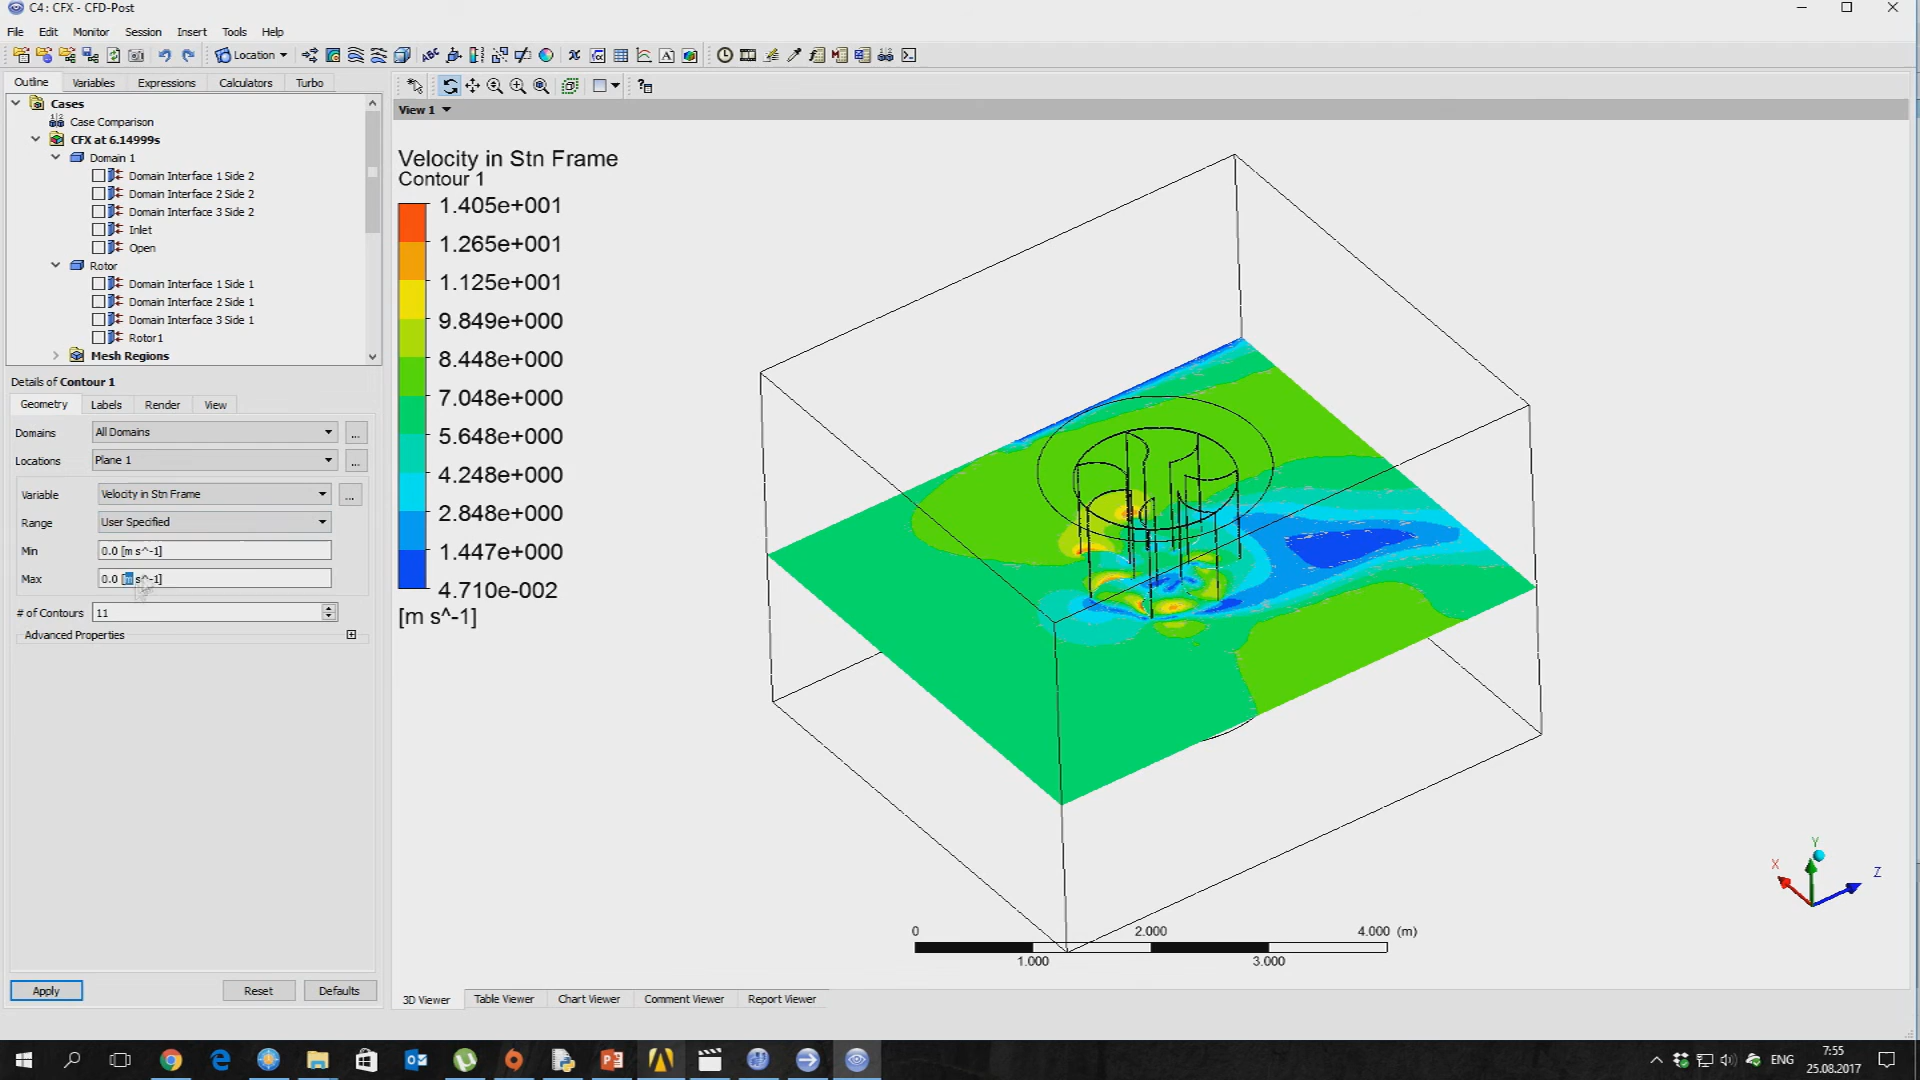 C4 : CFX - CFD-Post
File Edit Monitor Session Insert Tools Help
Location
Outline Variables Expressions Calculators Turbo
View 1
Cases
Case Comparison
CFX at 6.14999s
Domain 1
Domain Interface 1 Side 2
Domain Interface 2 Side 2
Domain Interface 3 Side 2
Inlet
Open
Rotor
Domain Interface 1 Side 1
Domain Interface 2 Side 1
Domain Interface 3 Side 1
Rotor1
Mesh Regions
Details of Contour 1
Geometry Labels Render View
Domains All Domains ...
Locations Plane 1 ...
Variable Velocity in Stn Frame ...
Range User Specified
Min 0.0 [m s^-1]
Max 0.0 [m s^-1]
# of Contours 11
Advanced Properties
Apply Reset Defaults
Velocity in Stn Frame
Contour 1
1.405e+001
1.265e+001
1.125e+001
9.849e+000
8.448e+000
7.048e+000
5.648e+000
4.248e+000
2.848e+000
1.447e+000
4.710e-002
[m s^-1]
X Y Z
0 2.000 4.000 (m)
1.000 3.000
3D Viewer Table Viewer Chart Viewer Comment Viewer Report Viewer
ENG
7:55
25.08.2017